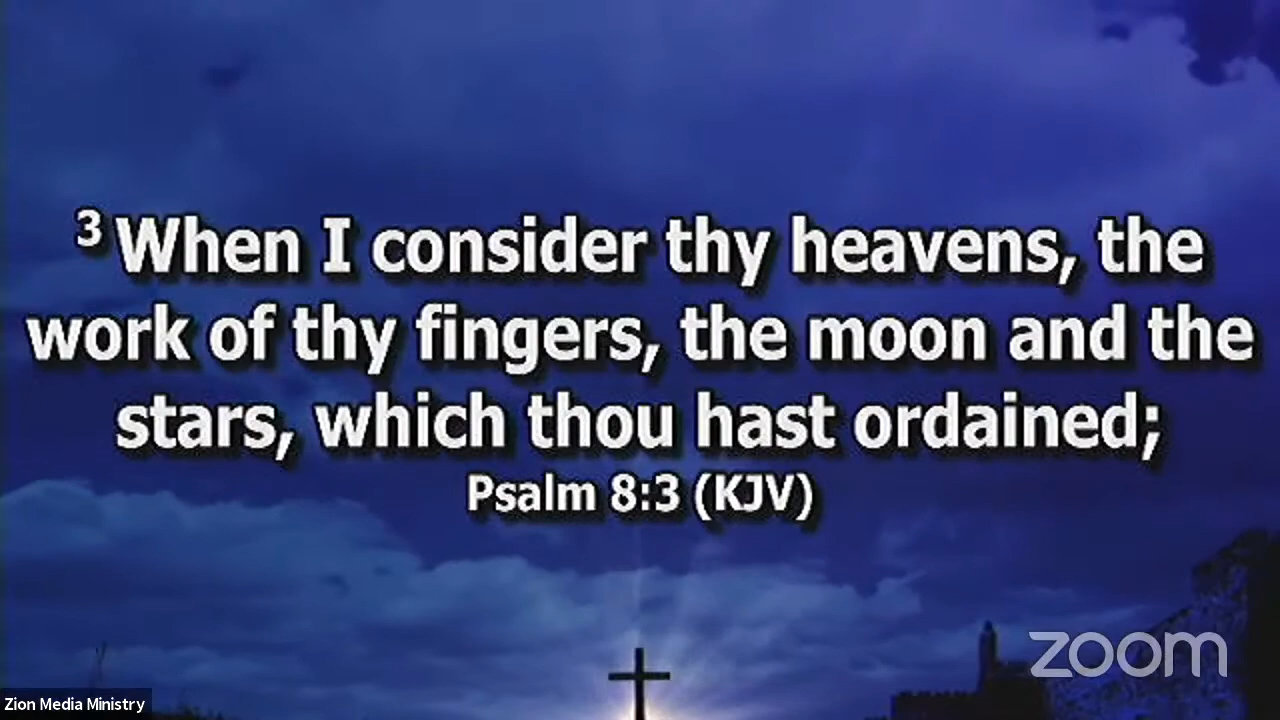 3 When I consider thy heavens, the
work of thy fingers, the moon and the
stars, which thou hast ordained;
Psalm 8:3 (KJV)
zoom
Zion Media Ministry